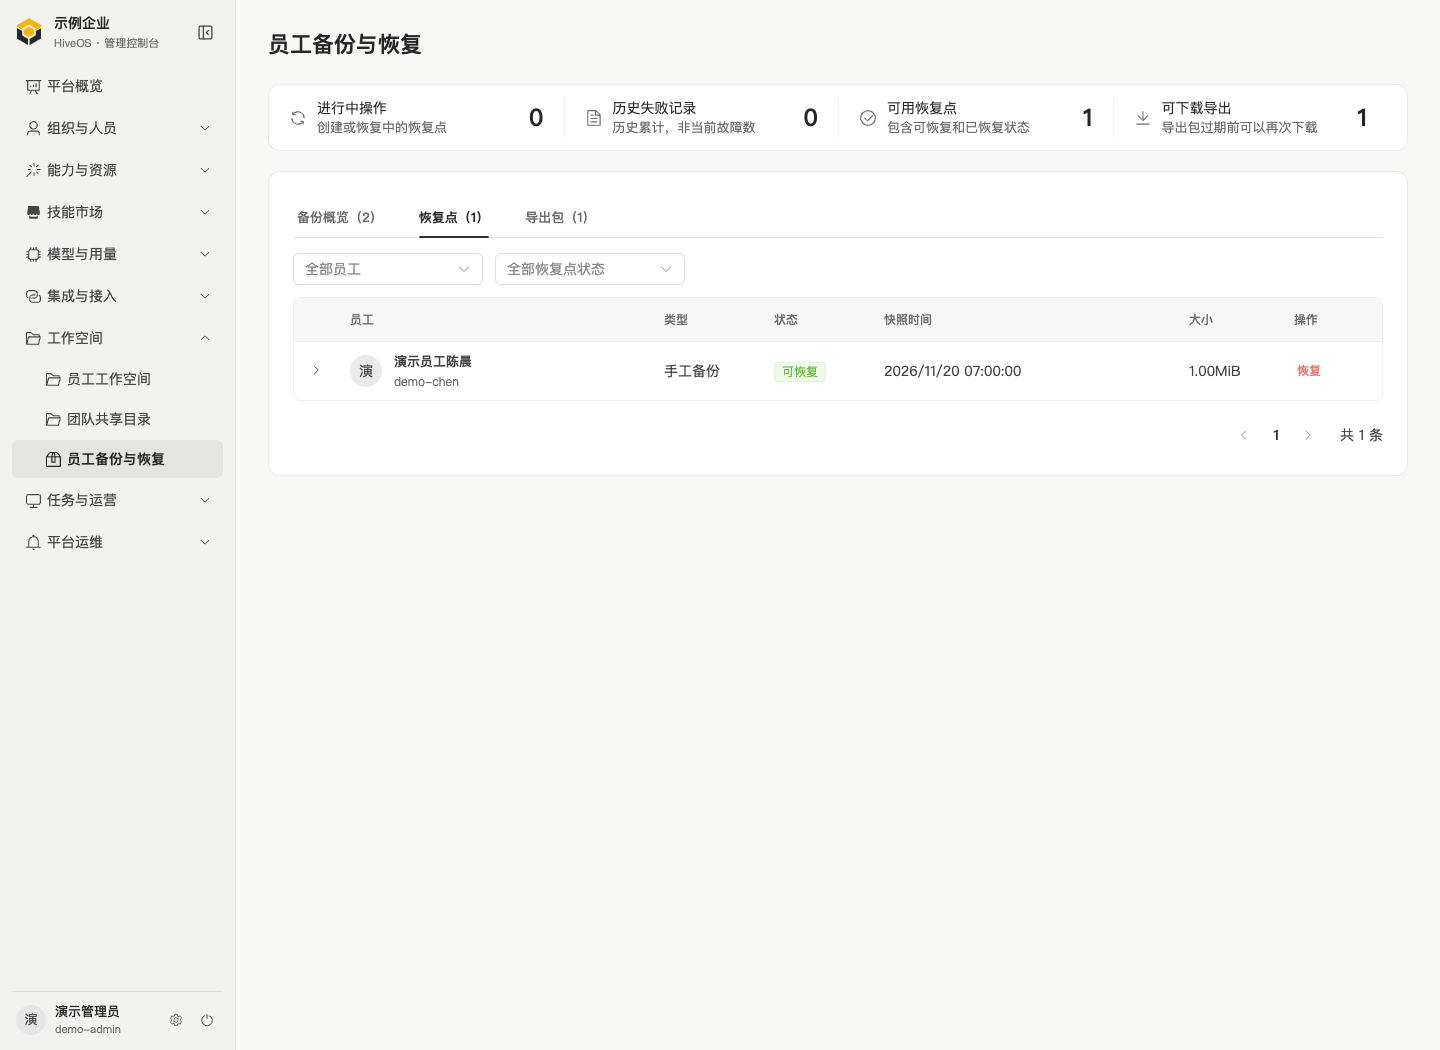 示例企业
HiveOS · 管理控制台
平台概览
组织与人员
能力与资源
技能市场
模型与用量
集成与接入
工作空间
员工工作空间
团队共享目录
员工备份与恢复
任务与运营
平台运维
演
演示管理员
demo-admin
员工备份与恢复
进行中操作
创建或恢复中的恢复点
0
历史失败记录
历史累计，非当前故障数
0
可用恢复点
包含可恢复和已恢复状态
1
可下载导出
导出包过期前可以再次下载
1
备份概览（2） 恢复点（1） 导出包（1）
全部员工 全部恢复点状态
员工 类型 状态 快照时间 大小 操作
演 演示员工陈晨 手工备份 可恢复 2026/11/20 07:00:00 1.00MiB 恢复
demo-chen
1 共 1 条